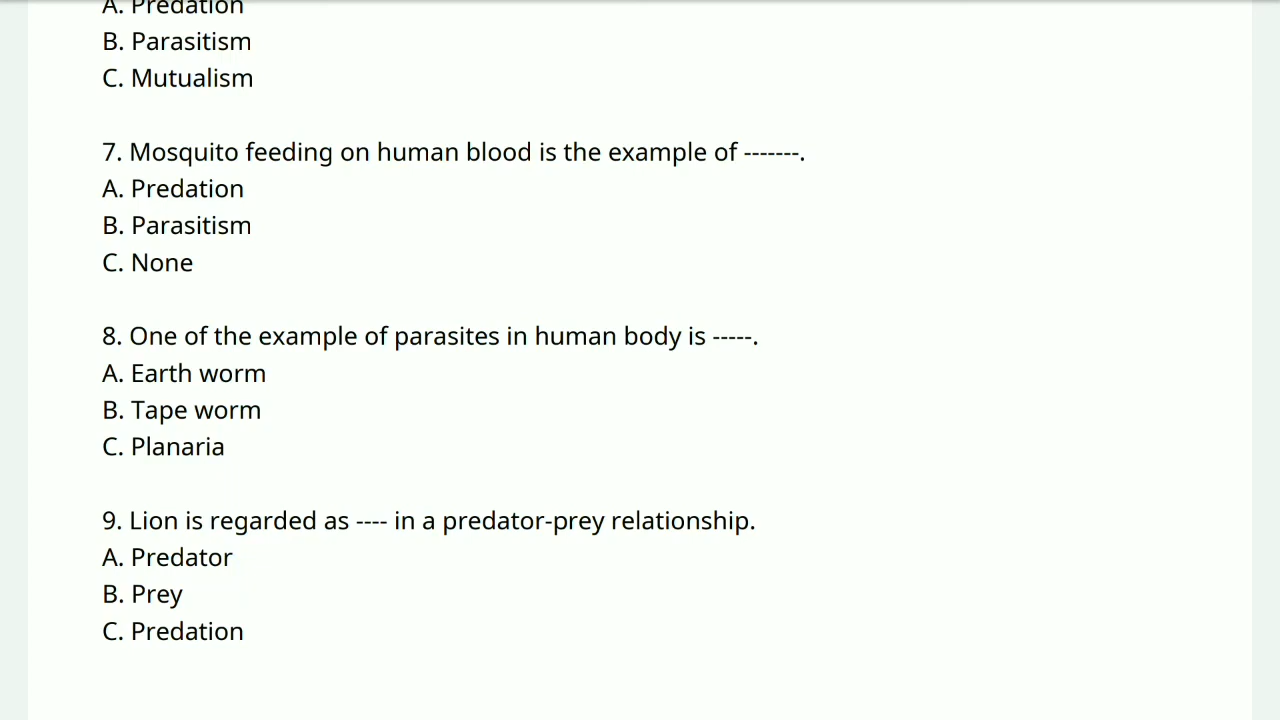 A. Predation
B. Parasitism
C. Mutualism
7. Mosquito feeding on human blood is the example of -------.
A. Predation
B. Parasitism
C. None
8. One of the example of parasites in human body is -----.
A. Earth worm
B. Tape worm
C. Planaria
9. Lion is regarded as ---- in a predator-prey relationship.
A. Predator
B. Prey
C. Predation